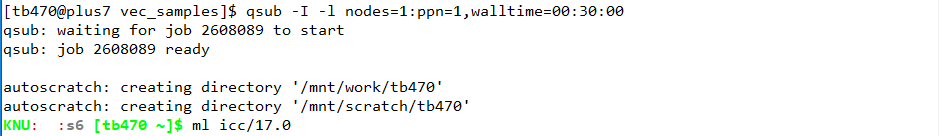 [tb470@plus7 vec_samples]$ qsub -I -l nodes=1:ppn=1,walltime=00:30:00
qsub: waiting for job 2608089 to start
qsub: job 2608089 ready
autoscratch: creating directory '/mnt/work/tb470'
autoscratch: creating directory '/mnt/scratch/tb470'
KNU:  :s6 [tb470 ~]$ ml icc/17.0